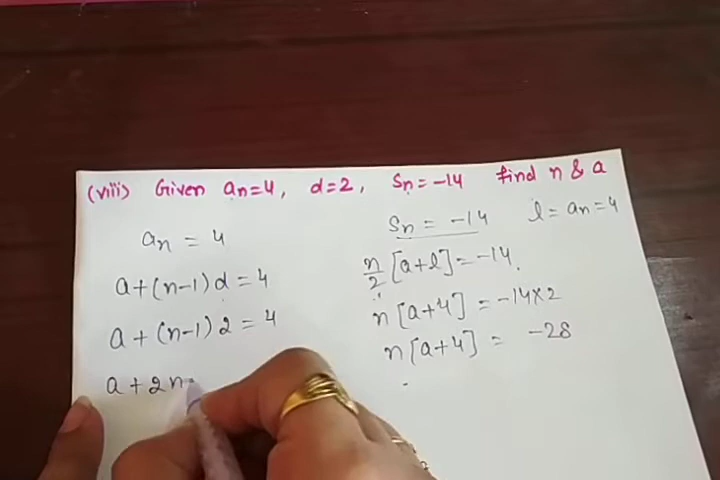 (viii) Given an=4, d=2, Sn=-14 find n & a
an = 4
a+(n-1)d=4
a+(n-1)2=4
a+2n-
Sn = -14 l=an=4
n/2[a+l]=-14.
n[a+4]=-14×2
n[a+4] = -28